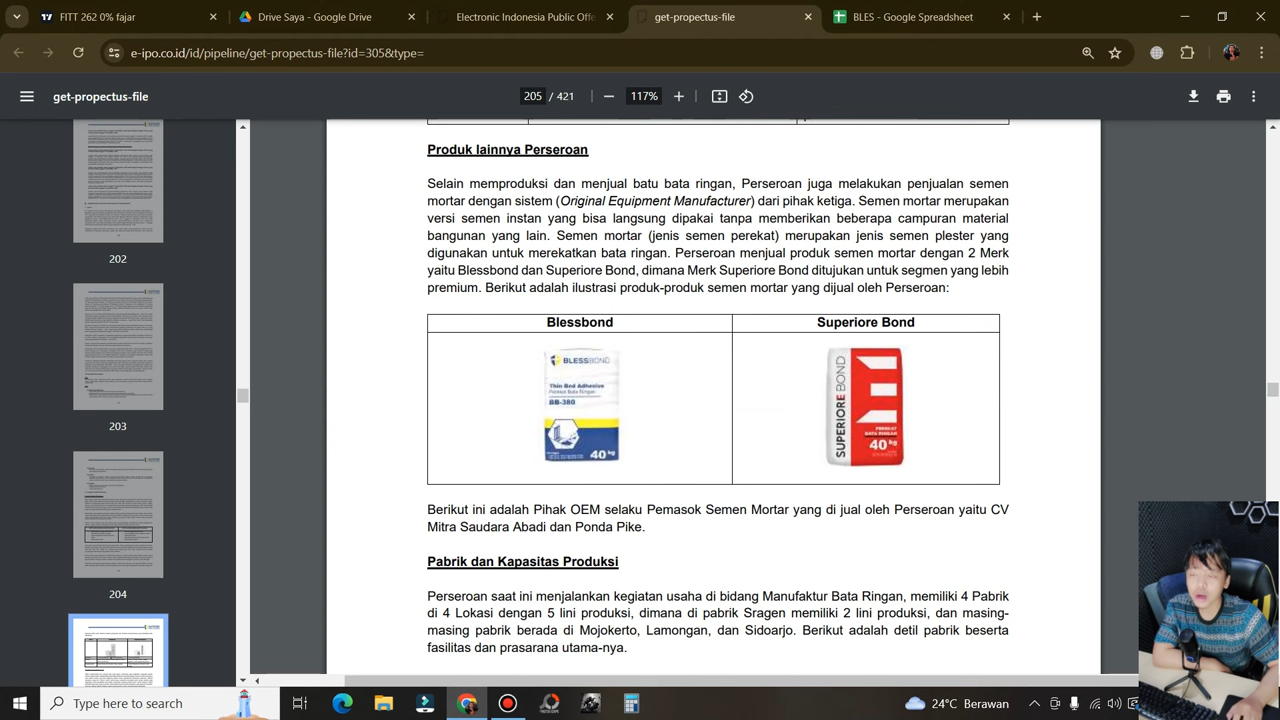 FITT 262 0% fajar
Drive Saya - Google Drive
Electronic Indonesia Public Offe
get-propectus-file
BLES - Google Spreadsheet
e-ipo.co.id/id/pipeline/get-propectus-file?id=305&type=
get-propectus-file
205 / 421
117%
202
203
204
Produk lainnya Perseroan
Selain memproduksi dan menjual batu bata ringan, Perseroan juga melakukan penjualan semen
mortar dengan sistem (Original Equipment Manufacturer) dari pihak ketiga. Semen mortar merupakan
versi semen instan yang bisa langsung dipakai tanpa memberikan beberapa campuran material
bangunan yang lain. Semen mortar (jenis semen perekat) merupakan jenis semen plester yang
digunakan untuk merekatkan bata ringan. Perseroan menjual produk semen mortar dengan 2 Merk
yaitu Blessbond dan Superiore Bond, dimana Merk Superiore Bond ditujukan untuk segmen yang lebih
premium. Berikut adalah ilustrasi produk-produk semen mortar yang dijual oleh Perseroan:
Blessbond
Superiore Bond
BLESSBOND
Thin Bed Adhesive
Perekat Bata Ringan
BB-380
40kg
SUPERIORE BOND
PEREKAT
BATA RINGAN
40kg
Berikut ini adalah Pihak OEM selaku Pemasok Semen Mortar yang di jual oleh Perseroan yaitu CV
Mitra Saudara Abadi dan Ponda Pike.
Pabrik dan Kapasitas Produksi
Perseroan saat ini menjalankan kegiatan usaha di bidang Manufaktur Bata Ringan, memiliki 4 Pabrik
di 4 Lokasi dengan 5 lini produksi, dimana di pabrik Sragen memiliki 2 lini produksi, dan masing-
masing pabrik berada di Mojokerto, Lamongan, dan Sidoarjo. Berikut adalah detil pabrik beserta
fasilitas dan prasarana utama-nya.
Type here to search
24°C Berawan